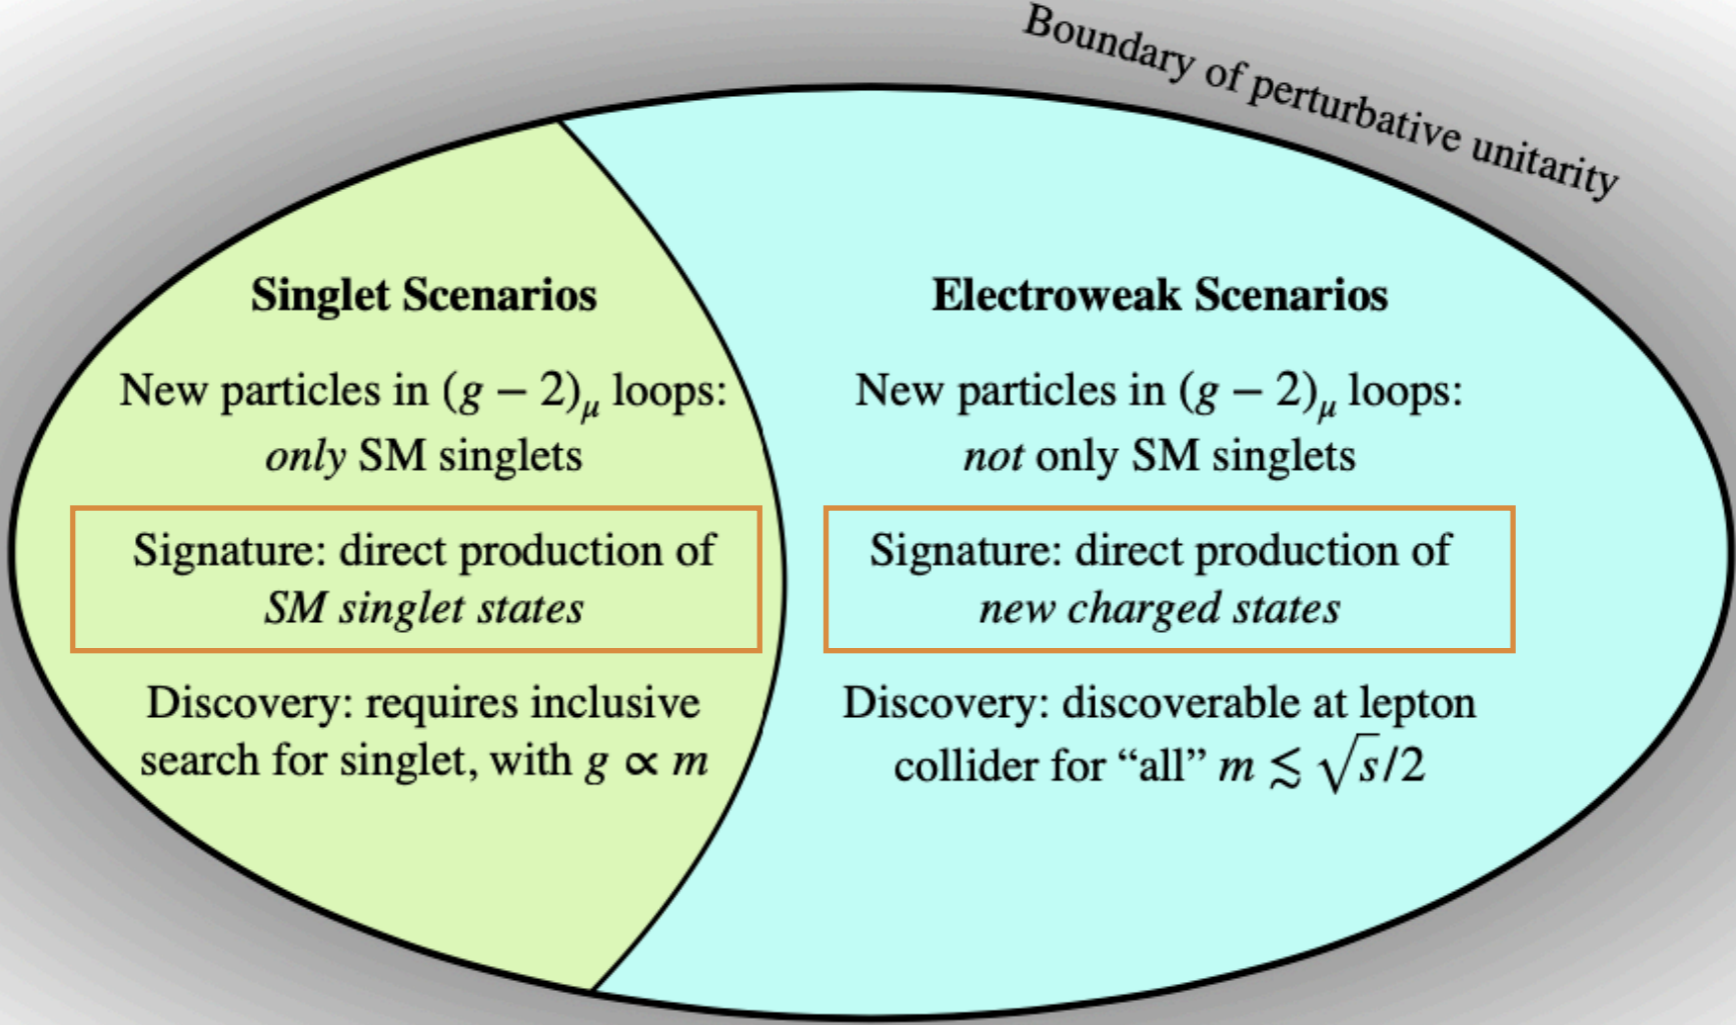 Boundary of perturbative unitarity
Singlet Scenarios
New particles in (g − 2)μ loops:
only SM singlets
Signature: direct production of
SM singlet states
Discovery: requires inclusive
search for singlet, with g ∝ m
Electroweak Scenarios
New particles in (g − 2)μ loops:
not only SM singlets
Signature: direct production of
new charged states
Discovery: discoverable at lepton
collider for “all” m ≲ √s/2